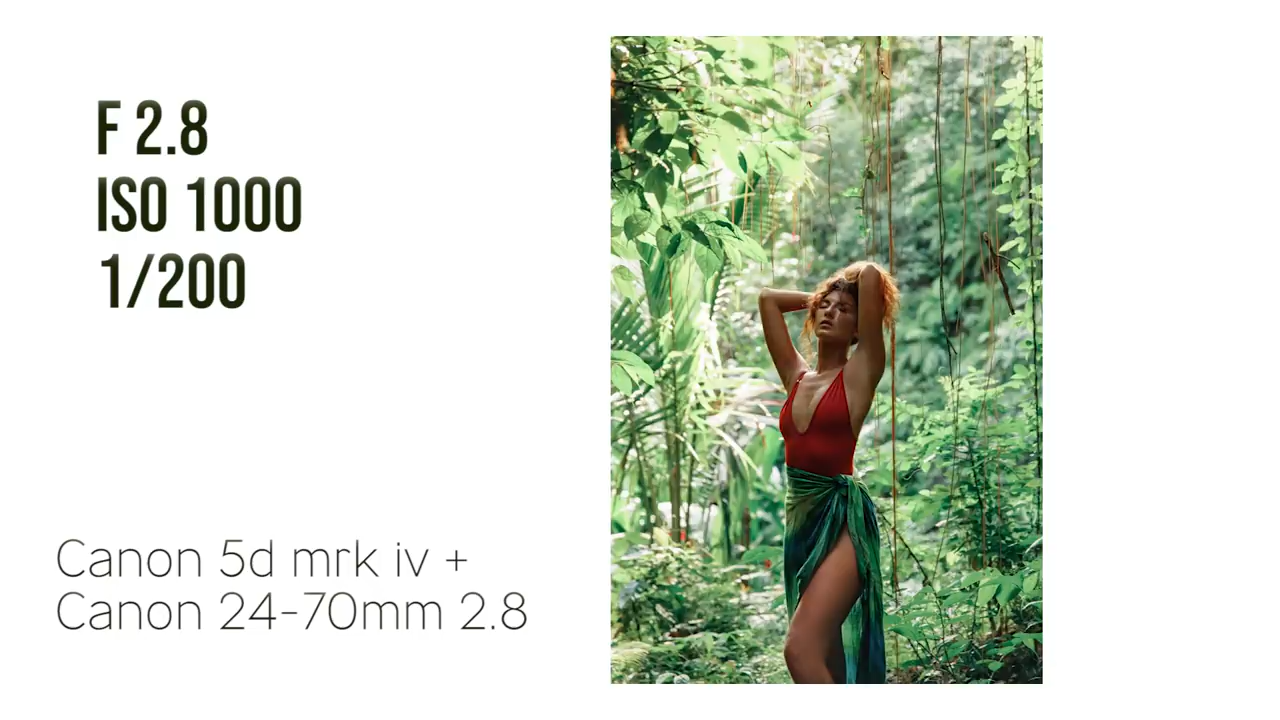 F 2.8
ISO 1000
1/200
Canon 5d mrk iv +
Canon 24-70mm 2.8